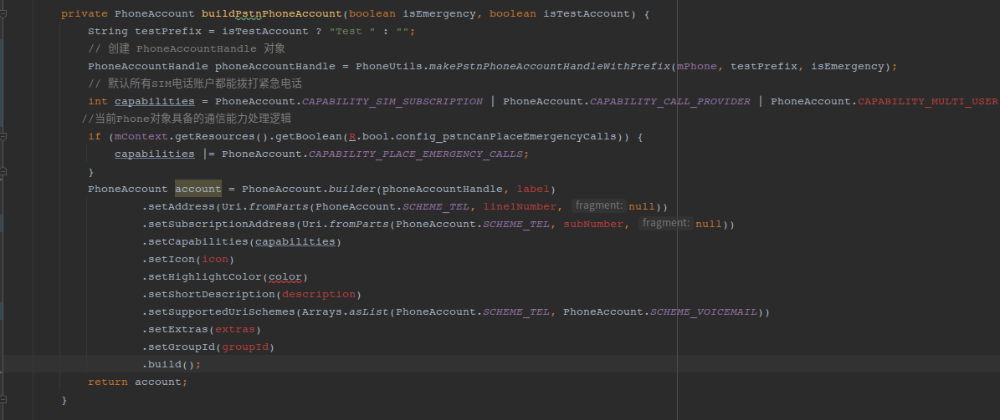 private PhoneAccount buildPstnPhoneAccount(boolean isEmergency, boolean isTestAccount) {
String testPrefix = isTestAccount ? "Test " : "";
// 创建 PhoneAccountHandle 对象
PhoneAccountHandle phoneAccountHandle = PhoneUtils.makePstnPhoneAccountHandleWithPrefix(mPhone, testPrefix, isEmergency);
// 默认所有SIM电话账户都能拨打紧急电话
int capabilities = PhoneAccount.CAPABILITY_SIM_SUBSCRIPTION | PhoneAccount.CAPABILITY_CALL_PROVIDER | PhoneAccount.CAPABILITY_MULTI_USER
//当前Phone对象具备的通信能力处理逻辑
if (mContext.getResources().getBoolean(R.bool.config_pstnCanPlaceEmergencyCalls)) {
capabilities |= PhoneAccount.CAPABILITY_PLACE_EMERGENCY_CALLS;
}
PhoneAccount account = PhoneAccount.builder(phoneAccountHandle, label)
.setAddress(Uri.fromParts(PhoneAccount.SCHEME_TEL, line1Number, fragment: null))
.setSubscriptionAddress(Uri.fromParts(PhoneAccount.SCHEME_TEL, subNumber, fragment: null))
.setCapabilities(capabilities)
.setIcon(icon)
.setHighlightColor(color)
.setShortDescription(description)
.setSupportedUriSchemes(Arrays.asList(PhoneAccount.SCHEME_TEL, PhoneAccount.SCHEME_VOICEMAIL))
.setExtras(extras)
.setGroupId(groupId)
.build();
return account;
}